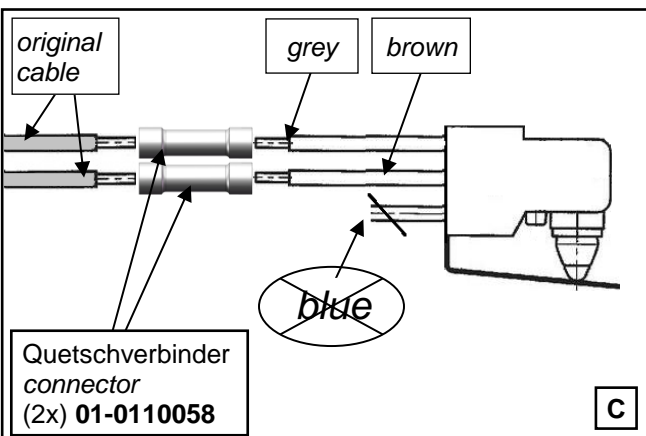 original
cable
grey
brown
blue
Quetschverbinder
connector
(2x) 01-0110058
C